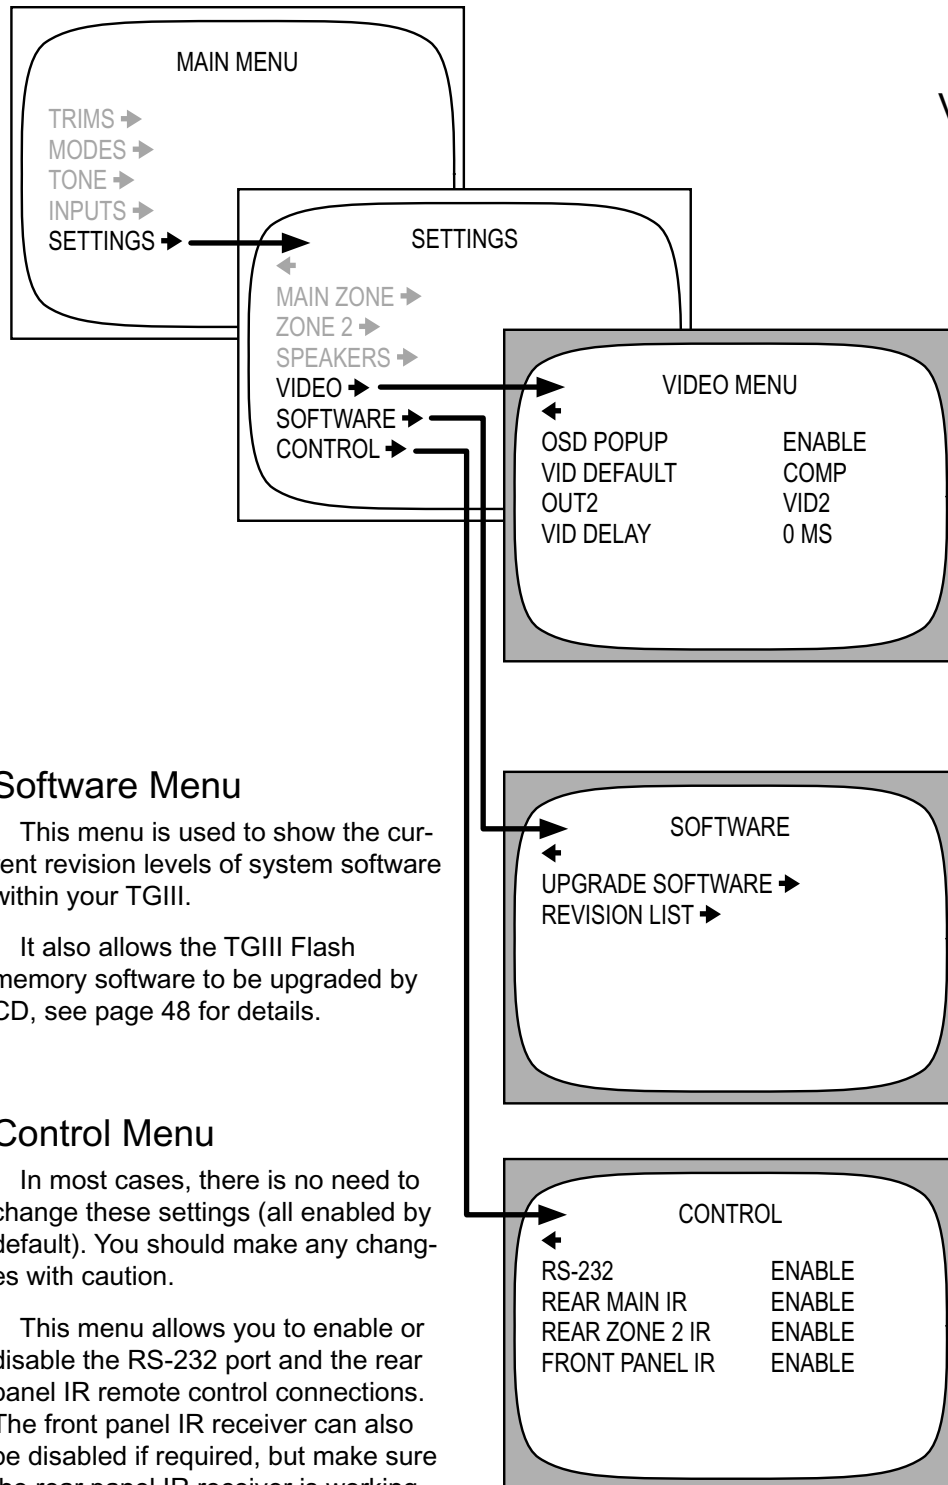 MAIN MENU
TRIMS
MODES
TONE
INPUTS
SETTINGS
SETTINGS
MAIN ZONE
ZONE 2
SPEAKERS
VIDEO
SOFTWARE
CONTROL
VIDEO MENU
OSD POPUP ENABLE
VID DEFAULT COMP
OUT2 VID2
VID DELAY 0 MS
Software Menu
This menu is used to show the cur-
rent revision levels of system software
within your TGIII.
It also allows the TGIII Flash
memory software to be upgraded by
CD, see page 48 for details.
SOFTWARE
UPGRADE SOFTWARE
REVISION LIST
Control Menu
In most cases, there is no need to
change these settings (all enabled by
default). You should make any chang-
es with caution.
This menu allows you to enable or
disable the RS-232 port and the rear
panel IR remote control connections.
The front panel IR receiver can also
be disabled if required, but make sure
the rear panel IR receiver is working
CONTROL
RS-232 ENABLE
REAR MAIN IR ENABLE
REAR ZONE 2 IR ENABLE
FRONT PANEL IR ENABLE